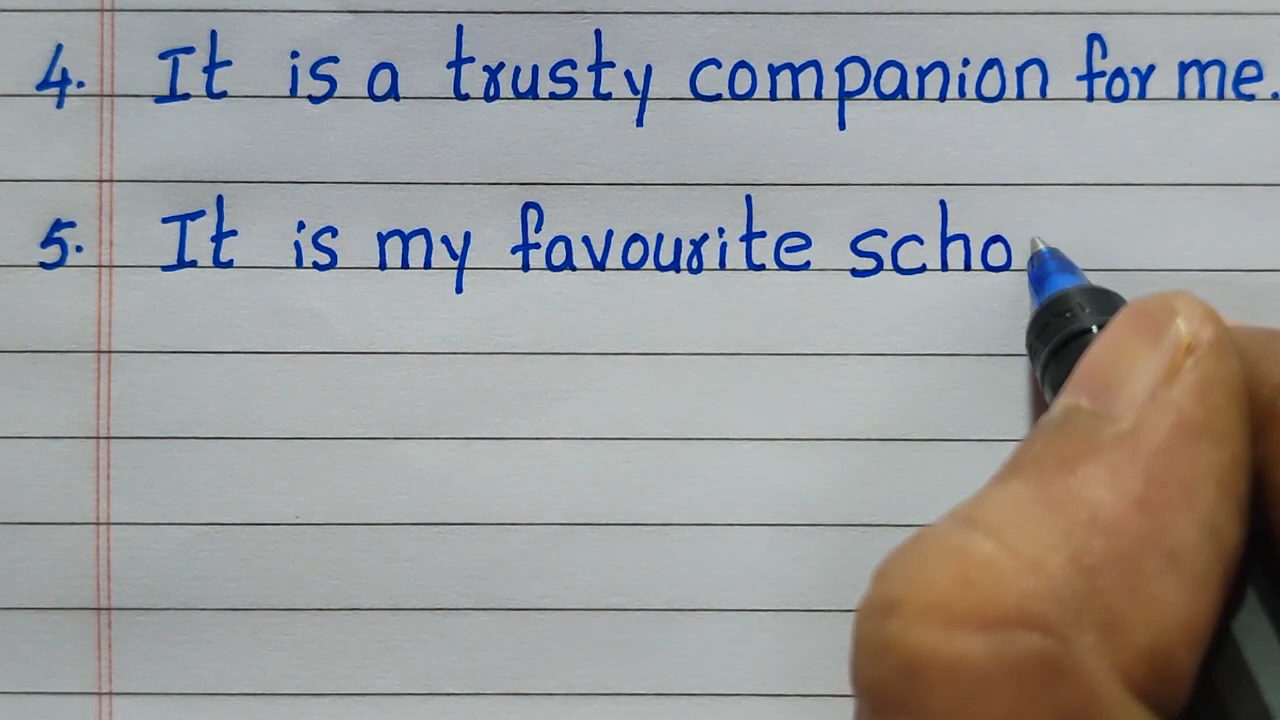 4. It is a trusty companion for me.
5. It is my favourite scho